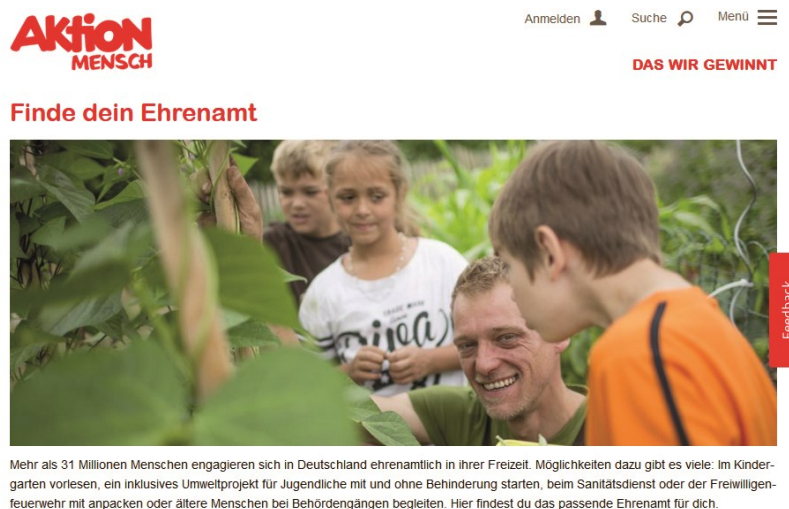 AKTION
MENSCH
Anmelden
Suche
Menü
DAS WIR GEWINNT
Finde dein Ehrenamt
Diva
Feedback
Mehr als 31 Millionen Menschen engagieren sich in Deutschland ehrenamtlich in ihrer Freizeit. Möglichkeiten dazu gibt es viele: Im Kinder-
garten vorlesen, ein inklusives Umweltprojekt für Jugendliche mit und ohne Behinderung starten, beim Sanitätsdienst oder der Freiwilligen-
feuerwehr mit anpacken oder ältere Menschen bei Behördengängen begleiten. Hier findest du das passende Ehrenamt für dich.